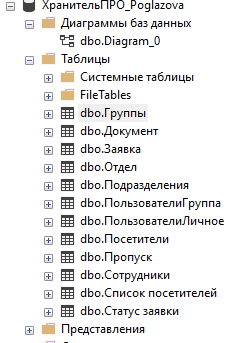 ХранительПРО_Poglazova
Диаграммы баз данных
dbo.Diagram_0
Таблицы
Системные таблицы
FileTables
dbo.Группы
dbo.Документ
dbo.Заявка
dbo.Отдел
dbo.Подразделения
dbo.ПользователиГруппа
dbo.ПользователиЛичное
dbo.Посетители
dbo.Пропуск
dbo.Сотрудники
dbo.Список посетителей
dbo.Статус заявки
Представления